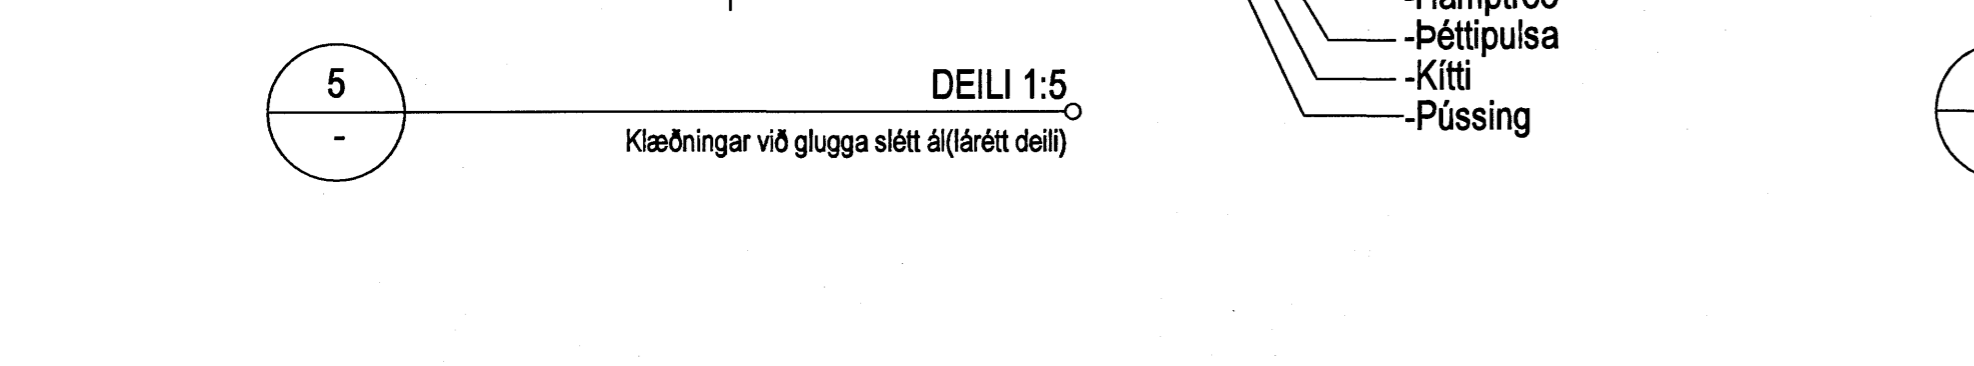 -Þéttipulsa
-Kítti
-Pússing
5
-
DEILI 1:5
Klæðningar við glugga slétt ál(lárétt deili)